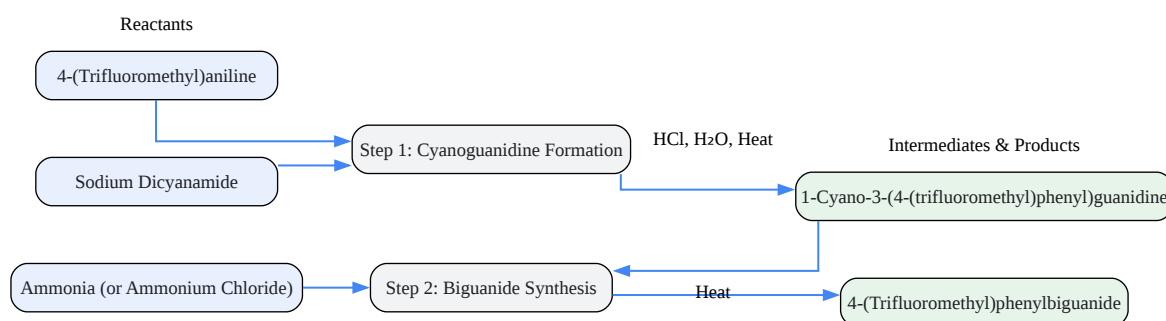 Reactants
4-(Trifluoromethyl)aniline
Step 1: Cyanoguanidine Formation
HCl, H₂O, Heat
Intermediates & Products
Sodium Dicyanamide
1-Cyano-3-(4-(trifluoromethyl)phenyl)guanidine
Ammonia (or Ammonium Chloride)
Step 2: Biguanide Synthesis
Heat
4-(Trifluoromethyl)phenylbiguanide